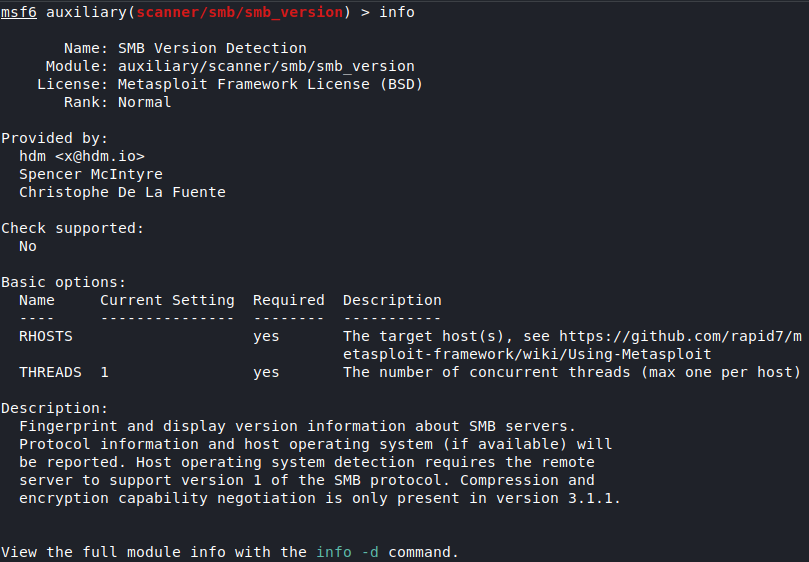 msf6 auxiliary(scanner/smb/smb_version) > info
Name: SMB Version Detection
Module: auxiliary/scanner/smb/smb_version
License: Metasploit Framework License (BSD)
Rank: Normal
Provided by:
hdm <x@hdm.io>
Spencer McIntyre
Christophe De La Fuente
Check supported:
No
Basic options:
Name Current Setting Required Description
---- --------------- -------- -----------
RHOSTS yes The target host(s), see https://github.com/rapid7/m
etasploit-framework/wiki/Using-Metasploit
THREADS 1 yes The number of concurrent threads (max one per host)
Description:
Fingerprint and display version information about SMB servers.
Protocol information and host operating system (if available) will
be reported. Host operating system detection requires the remote
server to support version 1 of the SMB protocol. Compression and
encryption capability negotiation is only present in version 3.1.1.
View the full module info with the info -d command.